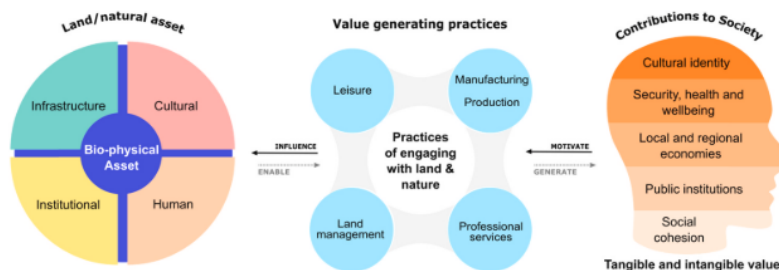 Land/natural asset
Infrastructure
Cultural
Bio-physical
Asset
Institutional
Human
INFLUENCE
ENABLE
Value generating practices
Leisure
Manufacturing
Production
Practices
of engaging
with land &
nature
Land
management
Professional
services
MOTIVATE
GENERATE
Contributions to Society
Cultural identity
Security, health and
wellbeing
Local and regional
economies
Public institutions
Social
cohesion
Tangible and intangible value